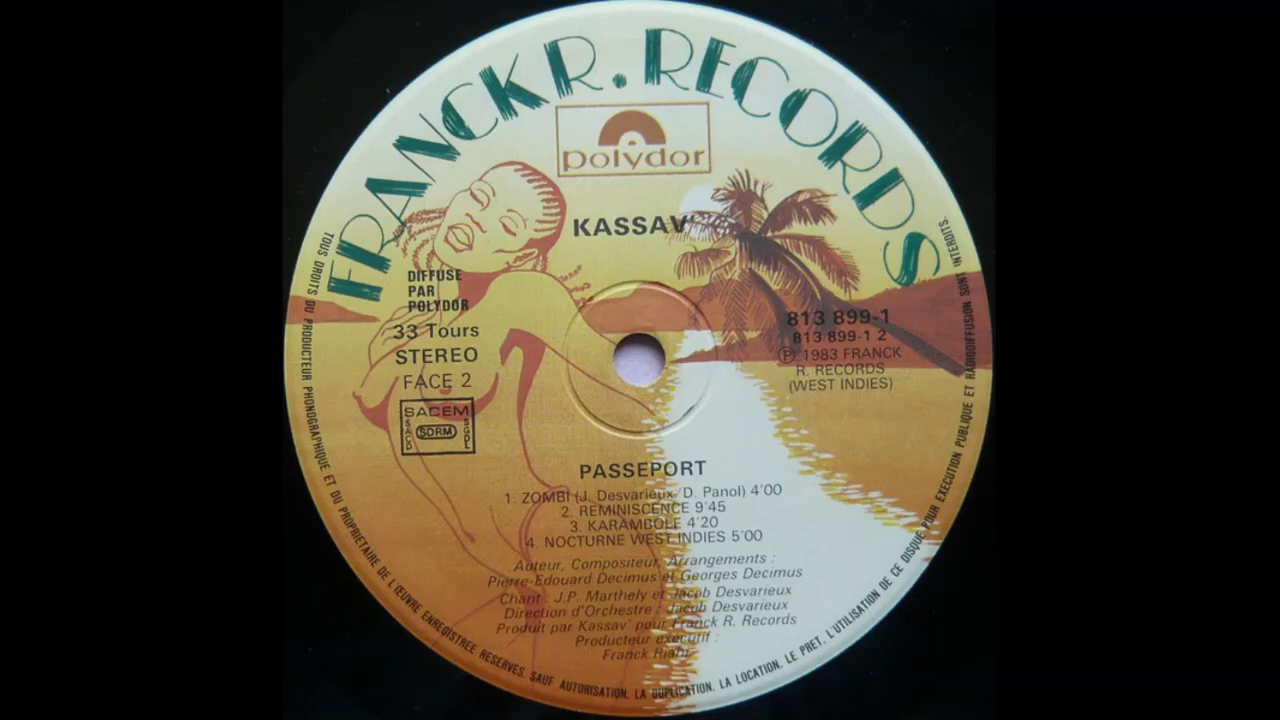 FRANCK R. RECORDS
polydor
KASSAV'
DIFFUSE
PAR
POLYDOR
33 Tours
STEREO
FACE 2
SACEM
SACD
SDRM
SGDL
813 899-1
813 899-1 2
Ⓟ 1983 FRANCK
R. RECORDS
(WEST INDIES)
PASSEPORT
1. ZOMBI (J. Desvarieux/D. Panol) 4'00
2. REMINISCENCE 9'45
3. KARAMBOLE 4'20
4. NOCTURNE WEST INDIES 5'00
Auteur, Compositeur, Arrangements :
Pierre-Edouard Decimus et Georges Decimus
Chant : J.P. Marthely et Jacob Desvarieux
Direction d'Orchestre : Jacob Desvarieux
Produit par Kassav' pour Franck R. Records
Producteur exécutif :
Franck
TOUS DROITS DU PRODUCTEUR PHONOGRAPHIQUE ET DU PROPRIETAIRE DE L'ŒUVRE ENREGISTREE RESERVES. SAUF AUTORISATION, LA DUPLICATION, LA LOCATION, LE PRET, L'UTILISATION DE CE DISQUE POUR EXECUTION PUBLIQUE ET RADIODIFFUSION SONT INTERDITS.